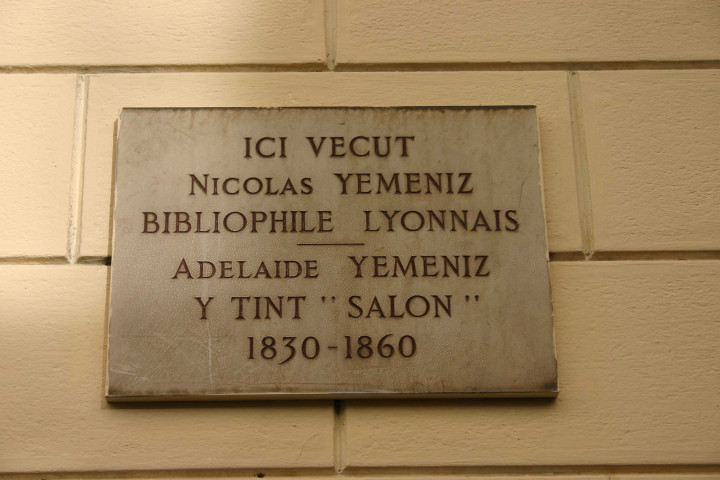 ICI VECUT
NICOLAS YEMENIZ
BIBLIOPHILE LYONNAIS
ADELAIDE YEMENIZ
Y TINT "SALON"
1830-1860